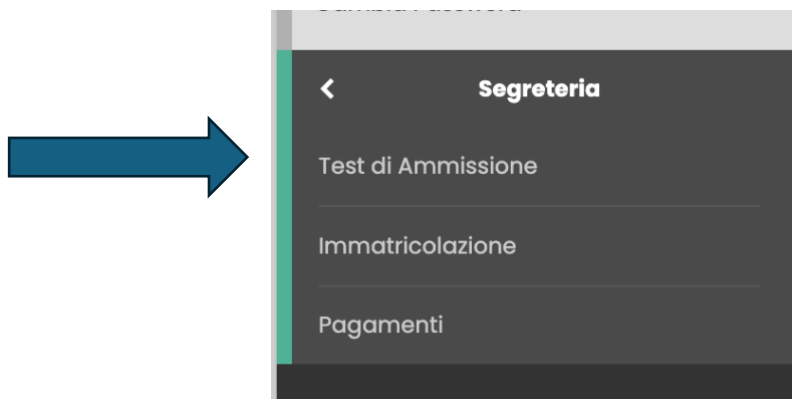 Segreteria
Test di Ammissione
Immatricolazione
Pagamenti